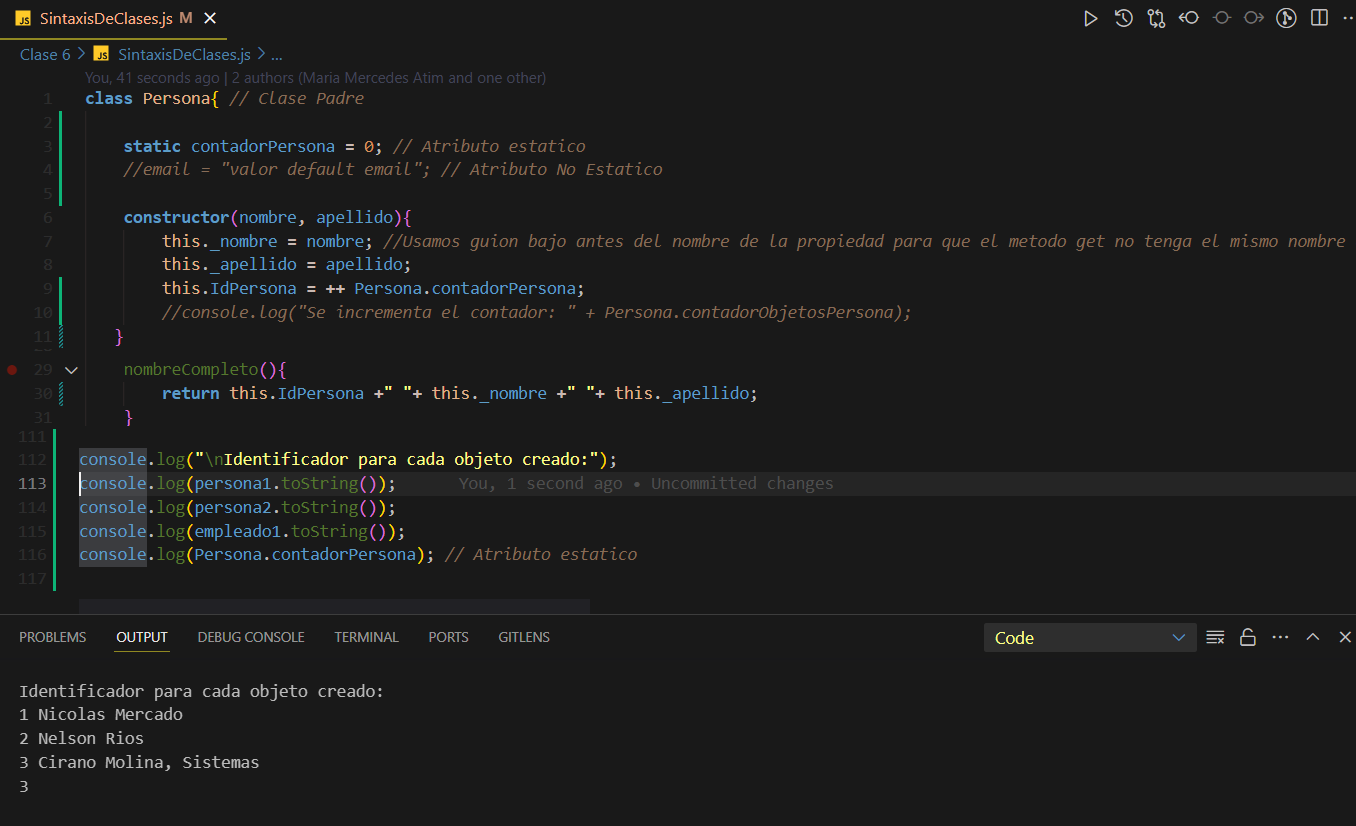 JS SintaxisDeClases.js M
Clase 6 > JS SintaxisDeClases.js > ...
You, 41 seconds ago | 2 authors (Maria Mercedes Atim and one other)
1 class Persona{ // Clase Padre
2
3 static contadorPersona = 0; // Atributo estatico
4 //email = "valor default email"; // Atributo No Estatico
5
6 constructor(nombre, apellido){
7 this._nombre = nombre; //Usamos guion bajo antes del nombre de la propiedad para que el metodo get no tenga el mismo nombre
8 this._apellido = apellido;
9 this.IdPersona = ++ Persona.contadorPersona;
10 //console.log("Se incrementa el contador: " + Persona.contadorObjetosPersona);
11 }
29 nombreCompleto(){
30 return this.IdPersona +" "+ this._nombre +" "+ this._apellido;
31 }
111
112 console.log("\nIdentificador para cada objeto creado:");
113 console.log(persona1.toString()); You, 1 second ago • Uncommitted changes
114 console.log(persona2.toString());
115 console.log(empleado1.toString());
116 console.log(Persona.contadorPersona); // Atributo estatico
117
PROBLEMS OUTPUT DEBUG CONSOLE TERMINAL PORTS GITLENS Code
Identificador para cada objeto creado:
1 Nicolas Mercado
2 Nelson Rios
3 Cirano Molina, Sistemas
3